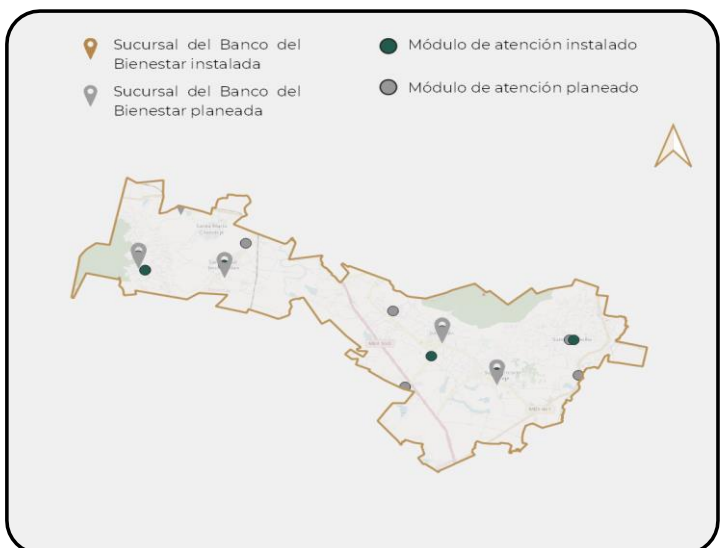 Sucursal del Banco del
Bienestar instalada
Sucursal del Banco del
Bienestar planeada
Módulo de atención instalado
Módulo de atención planeado